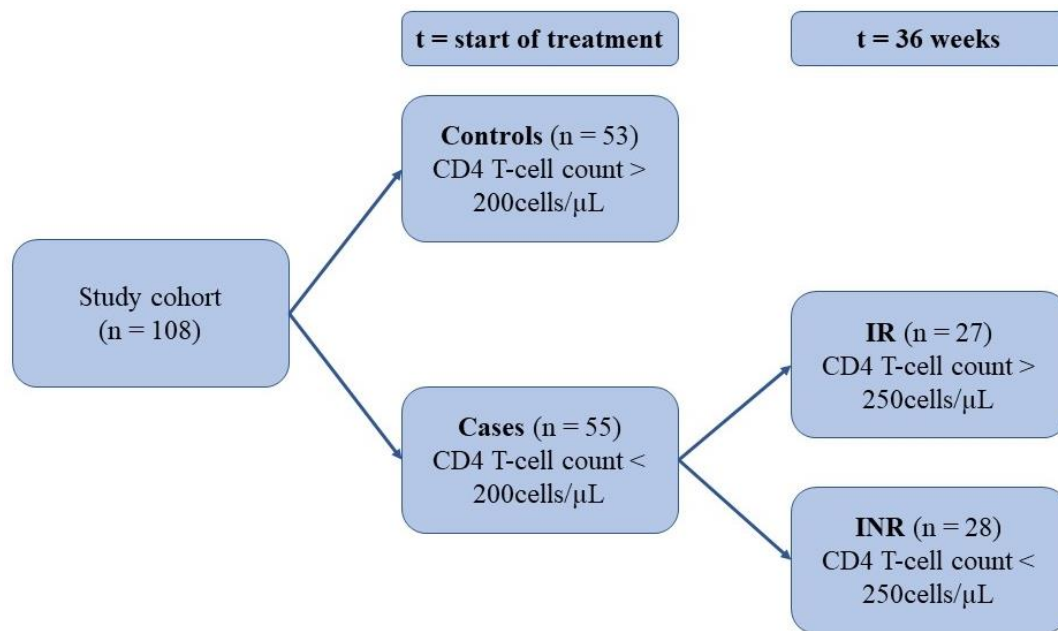 t = start of treatment
t = 36 weeks
Controls (n = 53)
CD4 T-cell count >
200cells/µL
Study cohort
(n = 108)
IR (n = 27)
CD4 T-cell count >
250cells/µL
Cases (n = 55)
CD4 T-cell count <
200cells/µL
INR (n = 28)
CD4 T-cell count <
250cells/µL